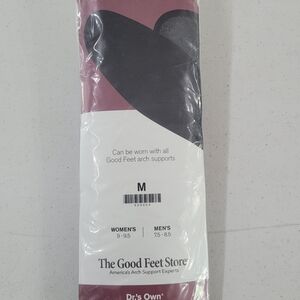 Can be worn with all
Good Feet arch supports
M
WOMEN'S
9 - 9.5
MEN'S
7.5 - 8.5
The Good Feet Store
America's Arch Support Experts
Dr.'s Own